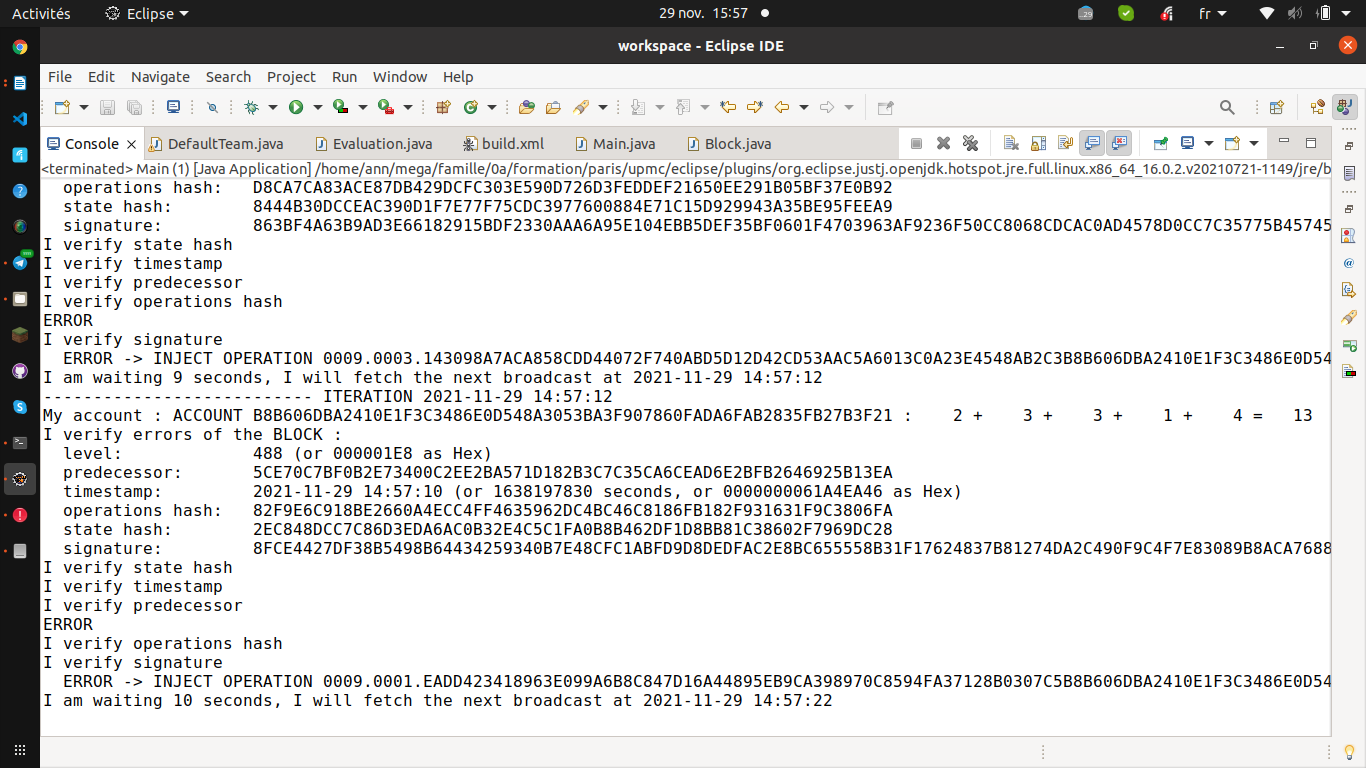 Activités Eclipse 29 nov. 15:57 fr
workspace - Eclipse IDE
File Edit Navigate Search Project Run Window Help
Console DefaultTeam.java Evaluation.java build.xml Main.java Block.java
<terminated> Main (1) [Java Application] /home/ann/mega/famille/0a/formation/paris/upmc/eclipse/plugins/org.eclipse.justj.openjdk.hotspot.jre.full.linux.x86_64_16.0.2.v20210721-1149/jre/b
operations hash: D8CA7CA83ACE87DB429DCFC303E590D726D3FEDDEF21650EE291B05BF37E0B92
state hash: 8444B30DCCEAC390D1F7E77F75CDC3977600884E71C15D929943A35BE95FEEA9
signature: 863BF4A63B9AD3E66182915BDF2330AAA6A95E104EBB5DEF35BF0601F4703963AF9236F50CC8068CDCAC0AD4578D0CC7C35775B45745
I verify state hash
I verify timestamp
I verify predecessor
I verify operations hash
ERROR
I verify signature
ERROR -> INJECT OPERATION 0009.0003.143098A7ACA858CDD44072F740ABD5D12D42CD53AAC5A6013C0A23E4548AB2C3B8B606DBA2410E1F3C3486E0D54
I am waiting 9 seconds, I will fetch the next broadcast at 2021-11-29 14:57:12
--------------------------- ITERATION 2021-11-29 14:57:12
My account : ACCOUNT B8B606DBA2410E1F3C3486E0D548A3053BA3F907860FADA6FAB2835FB27B3F21 : 2 + 3 + 3 + 1 + 4 = 13
I verify errors of the BLOCK :
level: 488 (or 000001E8 as Hex)
predecessor: 5CE70C7BF0B2E73400C2EE2BA571D182B3C7C35CA6CEAD6E2BFB2646925B13EA
timestamp: 2021-11-29 14:57:10 (or 1638197830 seconds, or 0000000061A4EA46 as Hex)
operations hash: 82F9E6C918BE2660A4ECC4FF4635962DC4BC46C8186FB182F931631F9C3806FA
state hash: 2EC848DCC7C86D3EDA6AC0B32E4C5C1FA0B8B462DF1D8BB81C38602F7969DC28
signature: 8FCE4427DF38B5498B64434259340B7E48CFC1ABFD9D8DEDFAC2E8BC655558B31F17624837B81274DA2C490F9C4F7E83089B8ACA7688
I verify state hash
I verify timestamp
I verify predecessor
ERROR
I verify operations hash
I verify signature
ERROR -> INJECT OPERATION 0009.0001.EADD423418963E099A6B8C847D16A44895EB9CA398970C8594FA37128B0307C5B8B606DBA2410E1F3C3486E0D54
I am waiting 10 seconds, I will fetch the next broadcast at 2021-11-29 14:57:22